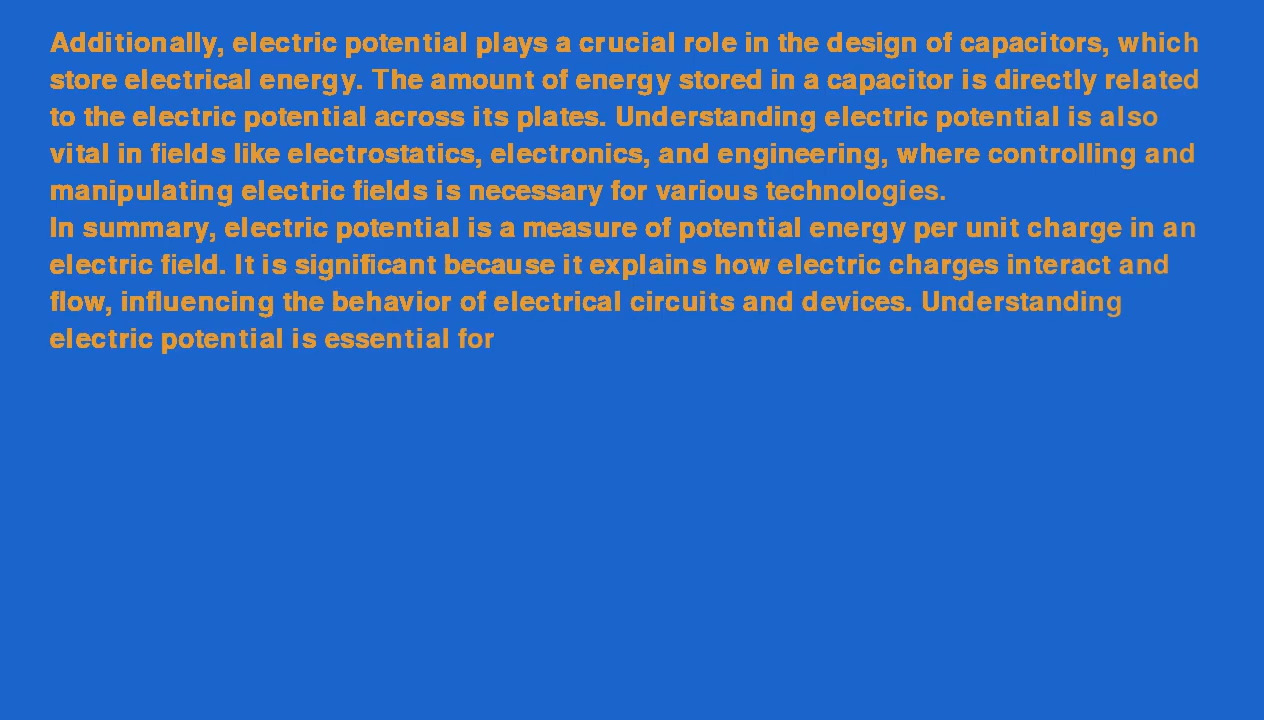 Additionally, electric potential plays a crucial role in the design of capacitors, which
store electrical energy. The amount of energy stored in a capacitor is directly related
to the electric potential across its plates. Understanding electric potential is also
vital in fields like electrostatics, electronics, and engineering, where controlling and
manipulating electric fields is necessary for various technologies.
In summary, electric potential is a measure of potential energy per unit charge in an
electric field. It is significant because it explains how electric charges interact and
flow, influencing the behavior of electrical circuits and devices. Understanding
electric potential is essential for